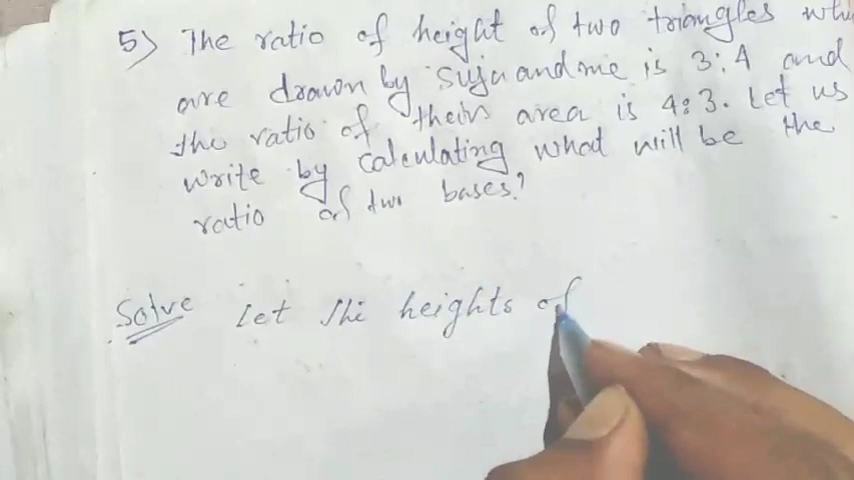 5) The ratio of height of two triangles
are drawn by Suju and me is 3:4 and
the ratio of their area is 4:3. Let us
write by calculating what will be the
ratio of two bases?
Solve Let the heights of